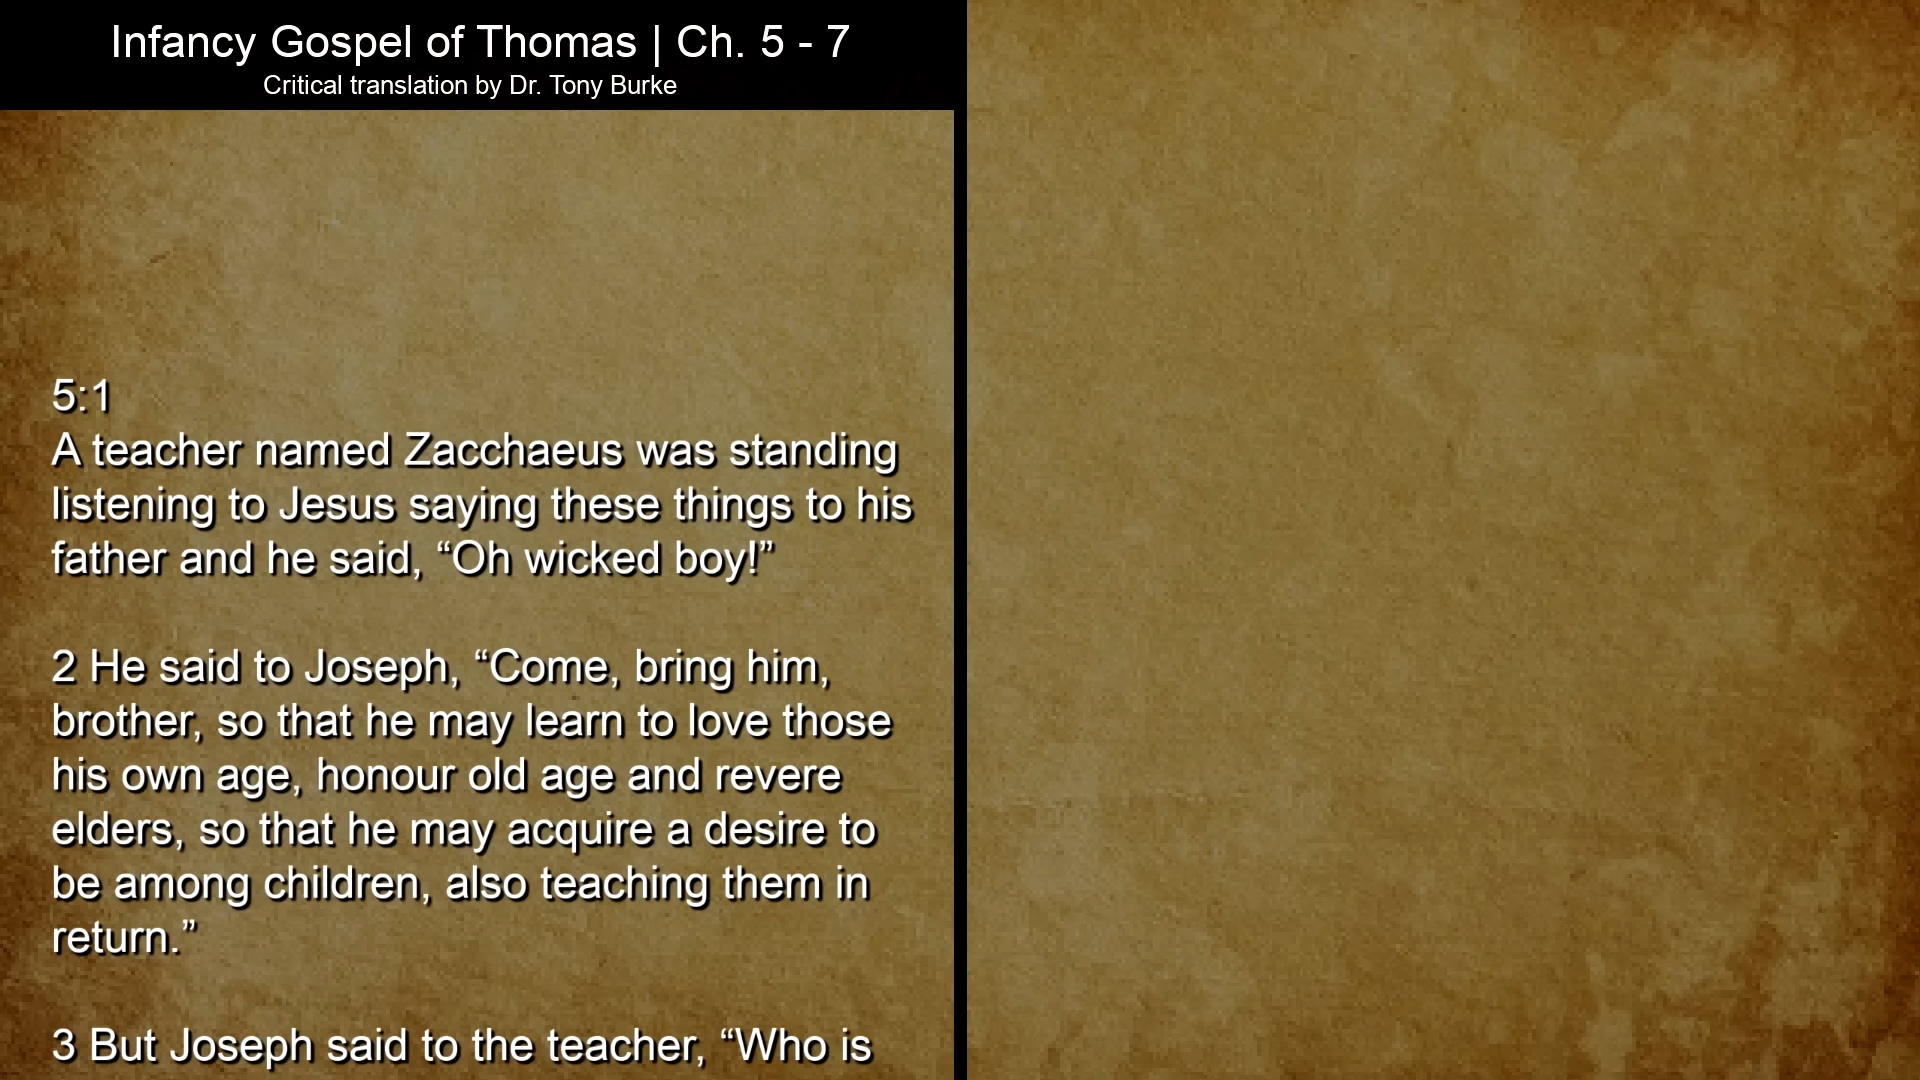 Infancy Gospel of Thomas | Ch. 5 - 7
Critical translation by Dr. Tony Burke
5:1
A teacher named Zacchaeus was standing
listening to Jesus saying these things to his
father and he said, “Oh wicked boy!”
2 He said to Joseph, “Come, bring him,
brother, so that he may learn to love those
his own age, honour old age and revere
elders, so that he may acquire a desire to
be among children, also teaching them in
return.”
3 But Joseph said to the teacher, “Who is